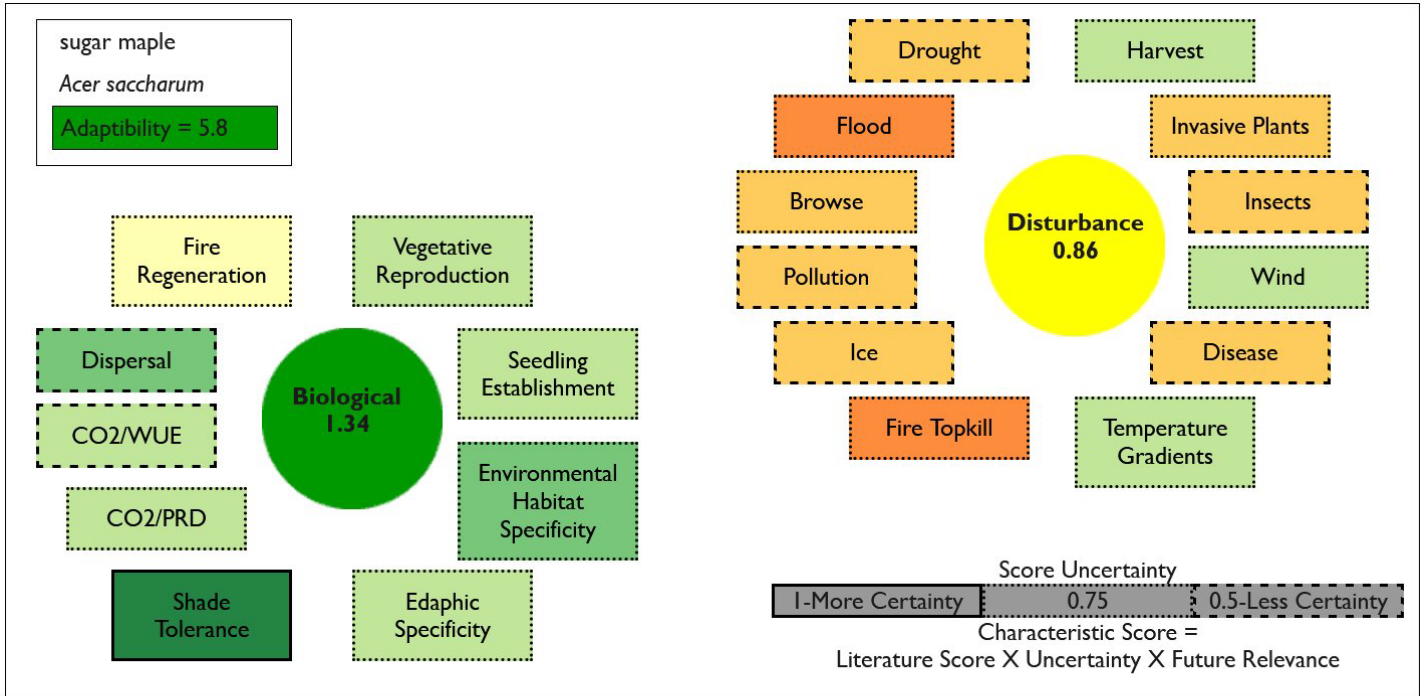 sugar maple
Acer saccharum
Adaptibility = 5.8
Fire
Regeneration
Vegetative
Reproduction
Dispersal
Seedling
Establishment
Biological
1.34
CO2/WUE
Environmental
Habitat
Specificity
CO2/PRD
Shade
Tolerance
Edaphic
Specificity
Drought
Harvest
Flood
Invasive Plants
Browse
Insects
Disturbance
0.86
Pollution
Wind
Ice
Disease
Fire Topkill
Temperature
Gradients
Score Uncertainty
1-More Certainty
0.75
0.5-Less Certainty
Characteristic Score =
Literature Score X Uncertainty X Future Relevance